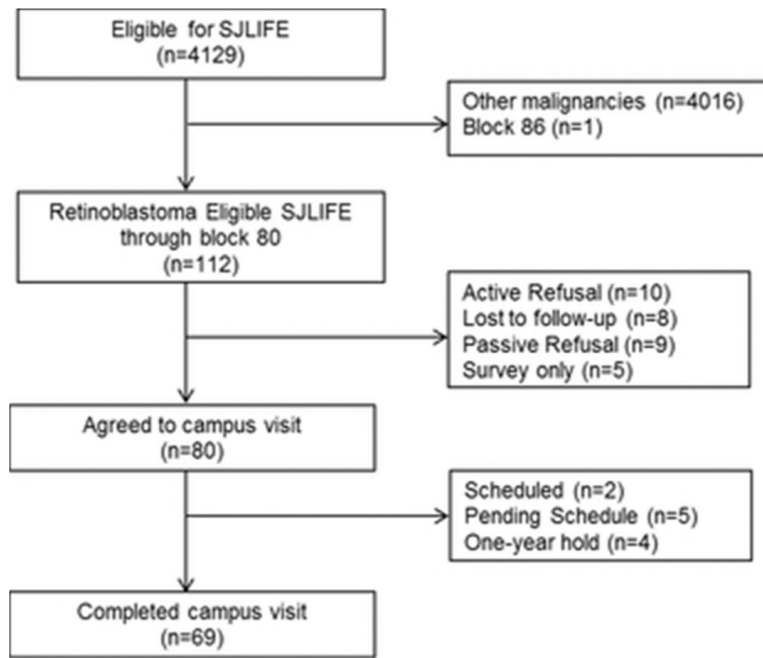 Eligible for SJLIFE
(n=4129)
Other malignancies (n=4016)
Block 86 (n=1)
Retinoblastoma Eligible SJLIFE
through block 80
(n=112)
Active Refusal (n=10)
Lost to follow-up (n=8)
Passive Refusal (n=9)
Survey only (n=5)
Agreed to campus visit
(n=80)
Scheduled (n=2)
Pending Schedule (n=5)
One-year hold (n=4)
Completed campus visit
(n=69)